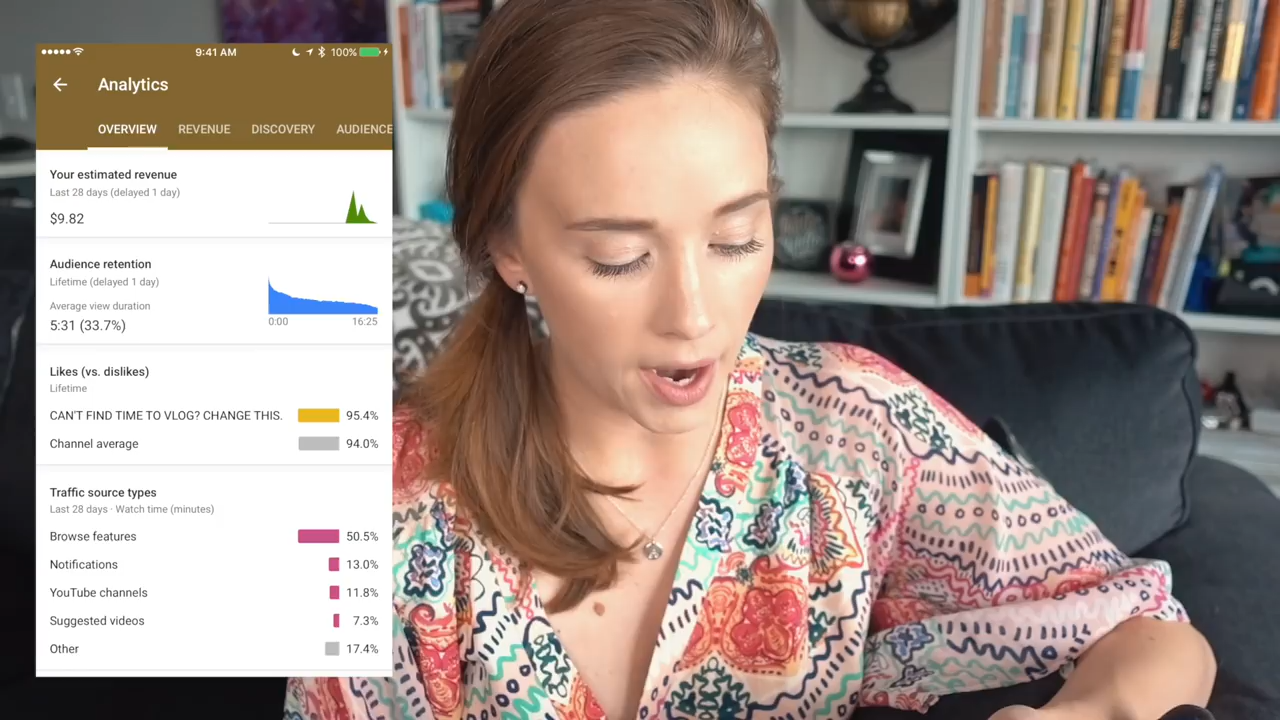 9:41 AM
100%
Analytics
OVERVIEW REVENUE DISCOVERY AUDIENCE
Your estimated revenue
Last 28 days (delayed 1 day)
$9.82
Audience retention
Lifetime (delayed 1 day)
Average view duration
5:31 (33.7%)
0:00 16:25
Likes (vs. dislikes)
Lifetime
CAN'T FIND TIME TO VLOG? CHANGE THIS. 95.4%
Channel average 94.0%
Traffic source types
Last 28 days · Watch time (minutes)
Browse features 50.5%
Notifications 13.0%
YouTube channels 11.8%
Suggested videos 7.3%
Other 17.4%